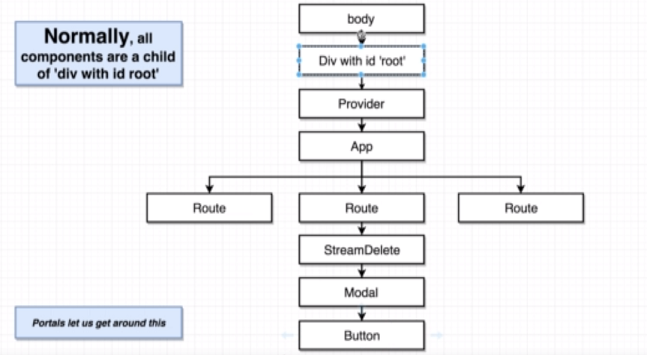 body
Normally, all
components are a child
of 'div with id root'
Div with id 'root'
Provider
App
Route
Route
Route
StreamDelete
Modal
Portals let us get around this
Button